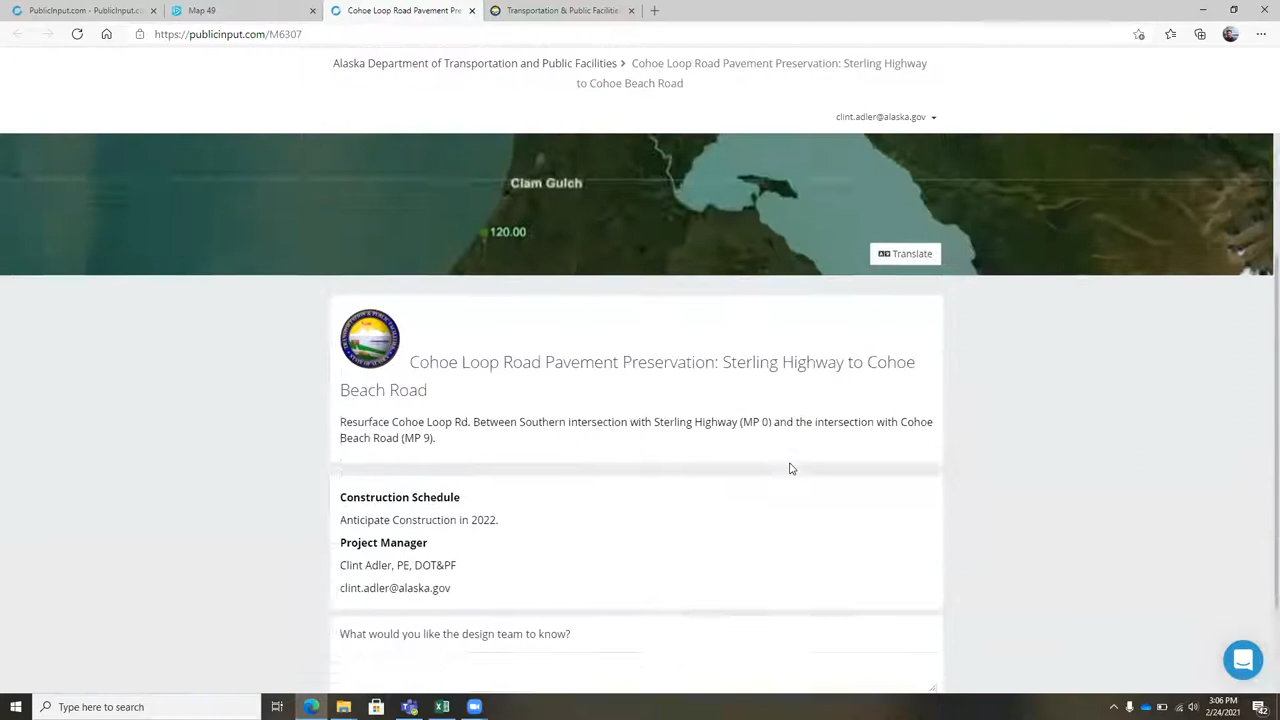 PublicInput.com - PublicInput.co
Map 49
Cohoe Loop Road Pavement Pre
Transportation & Public Facilitie
https://publicinput.com/M6307
Alaska Department of Transportation and Public Facilities > Cohoe Loop Road Pavement Preservation: Sterling Highway
to Cohoe Beach Road
clint.adler@alaska.gov
Clam Gulch
120.00
Translate
Cohoe Loop Road Pavement Preservation: Sterling Highway to Cohoe
Beach Road
Resurface Cohoe Loop Rd. Between Southern intersection with Sterling Highway (MP 0) and the intersection with Cohoe
Beach Road (MP 9).
Construction Schedule
Anticipate Construction in 2022.
Project Manager
Clint Adler, PE, DOT&PF
clint.adler@alaska.gov
What would you like the design team to know?
Type here to search
3:06 PM
2/24/2021